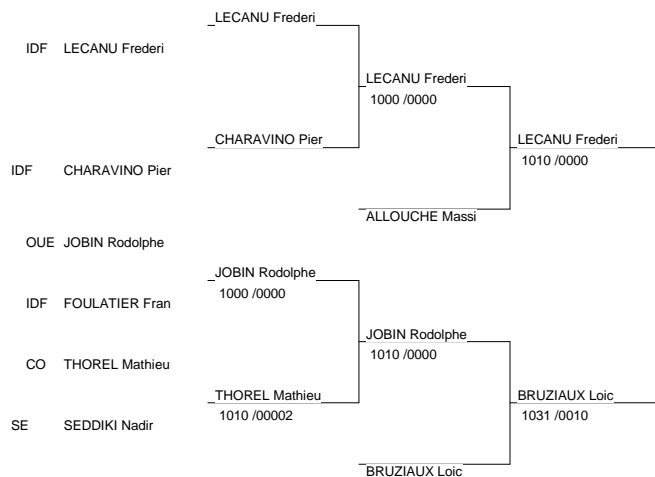 LECANU Frederi
IDF LECANU Frederi
LECANU Frederi
1000 /0000
CHARAVINO Pier
LECANU Frederi
1010 /0000
IDF CHARAVINO Pier
ALLOUCHE Massi
OUE JOBIN Rodolphe
JOBIN Rodolphe
1000 /0000
IDF FOULATIER Fran
JOBIN Rodolphe
1010 /0000
CO THOREL Mathieu
THOREL Mathieu
1010 /00002
BRUZIAUX Loic
1031 /0010
SE SEDDIKI Nadir
BRUZIAUX Loic